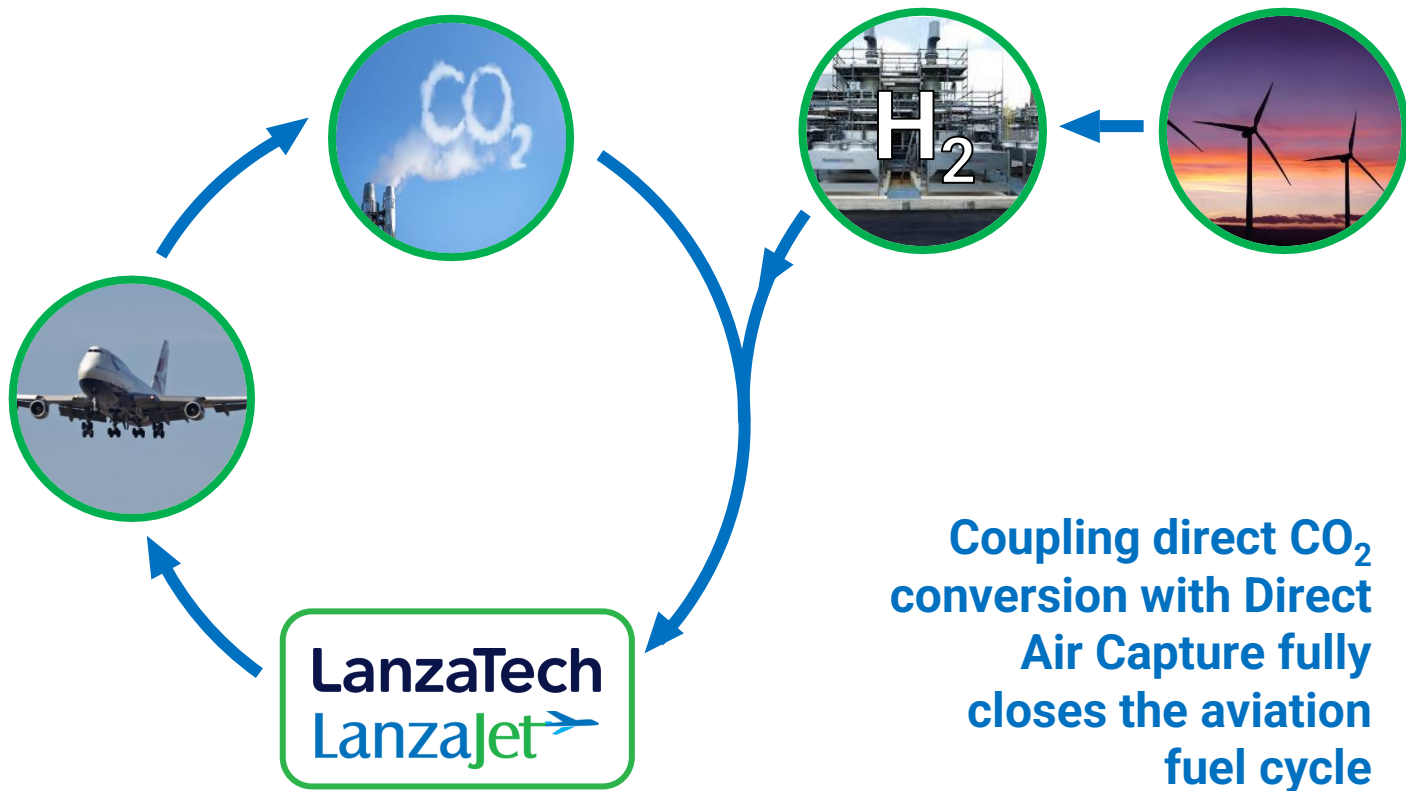 CO₂
H₂
LanzaTech
LanzaJet
Coupling direct CO₂
conversion with Direct
Air Capture fully
closes the aviation
fuel cycle